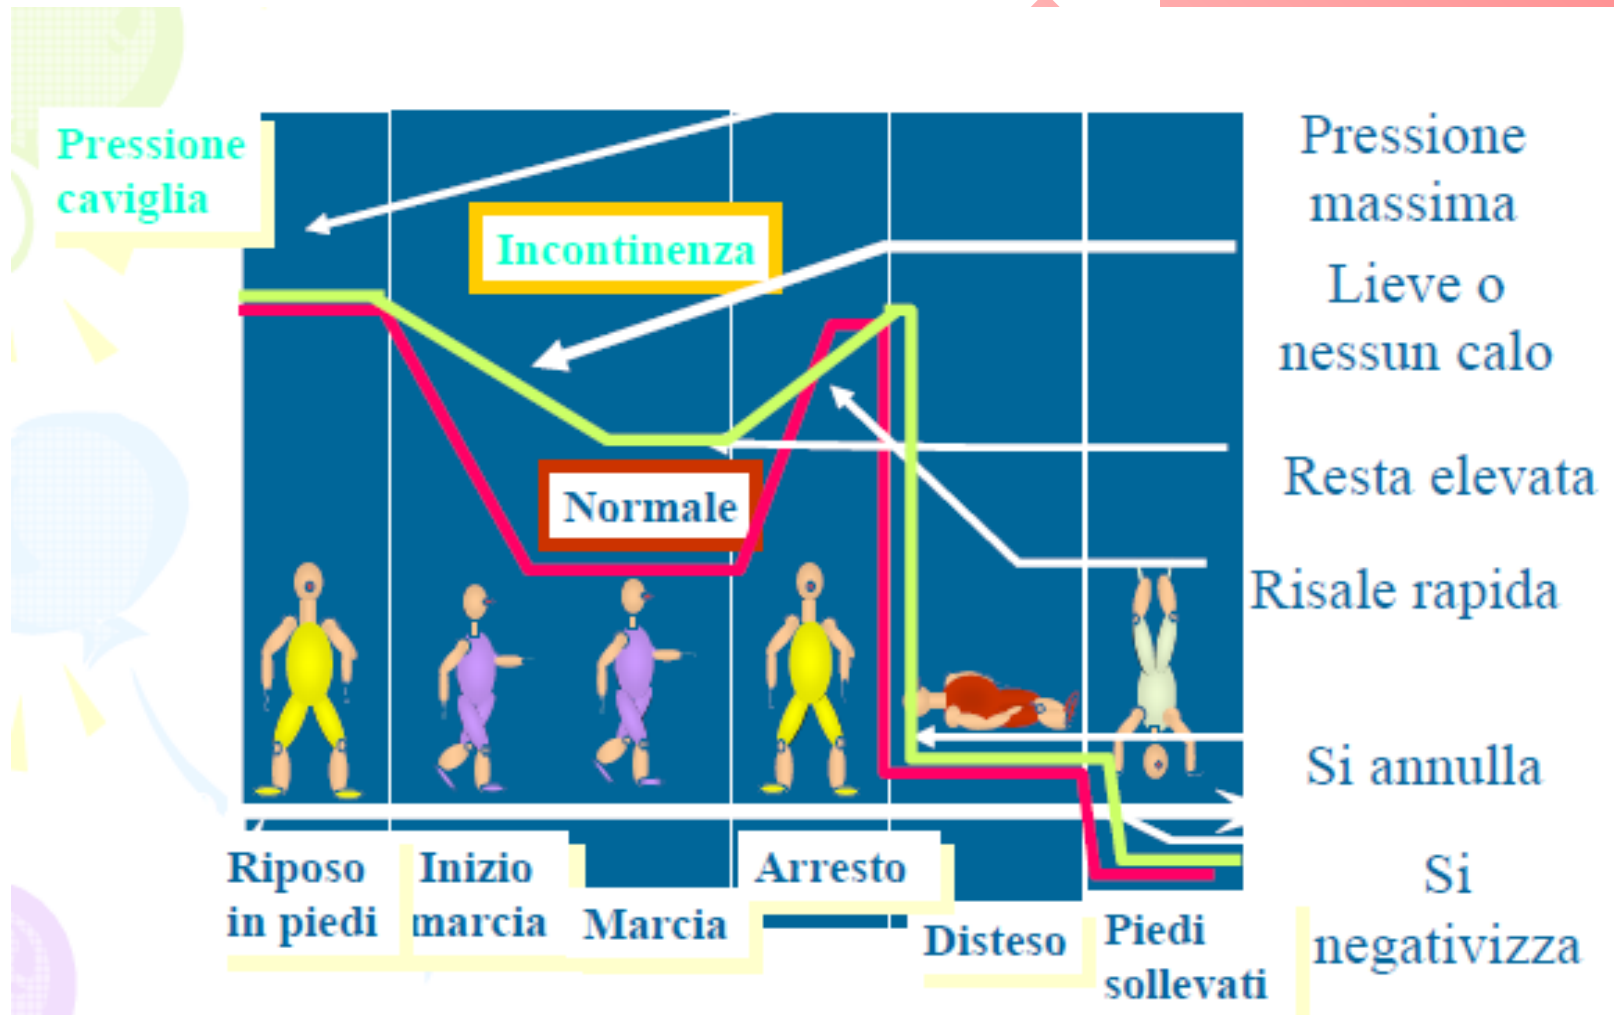 Pressione
caviglia
Incontinenza
Normale
Pressione
massima
Lieve o
nessun calo
Resta elevata
Risale rapida
Si annulla
Si
negativizza
Riposo
in piedi
Inizio
marcia
Marcia
Arresto
Disteso
Piedi
sollevati